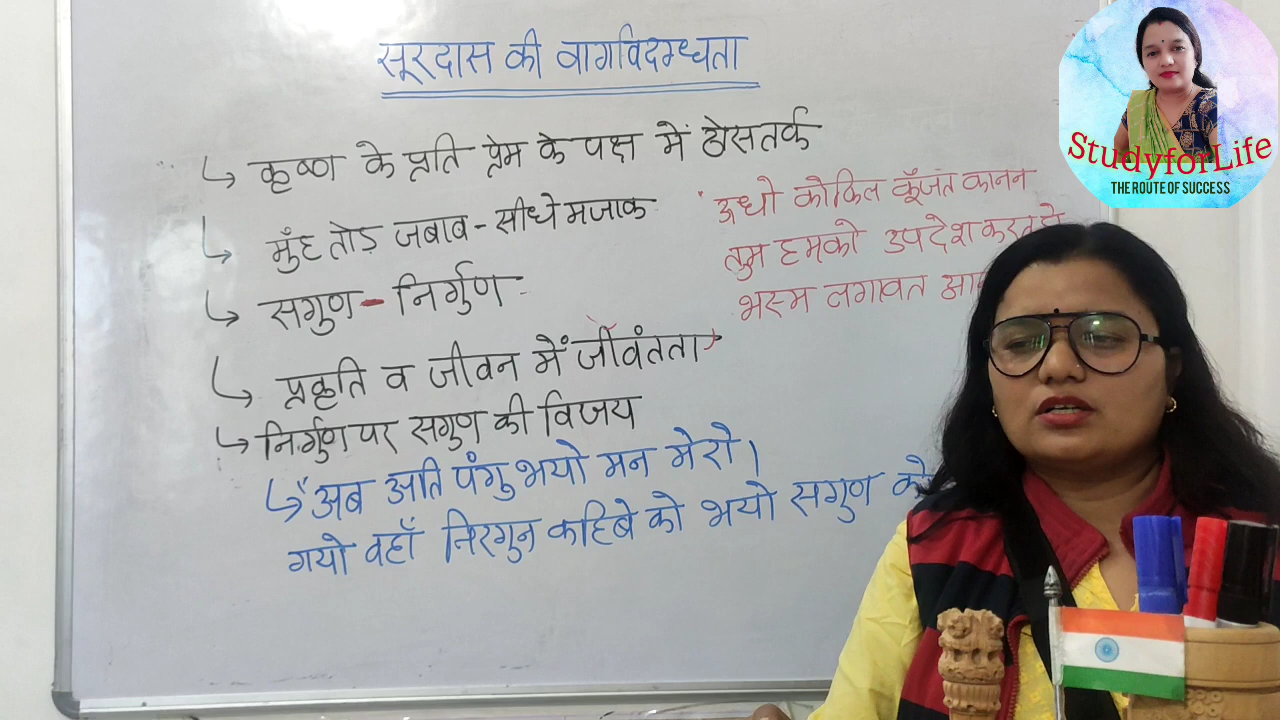 सूरदास की वागविदग्धता
↳ कृष्ण के प्रति प्रेम के पक्ष में ठोस तर्क
↳ मुँह तोड़ जबाव - सीधे मजाक
↳ सगुण - निर्गुण
↳ प्रकृति व जीवन में जीवंतता
↳ निर्गुण पर सगुण की विजय
↳ "अब अति पंगु भयो मन मेरो।
गयो वहाँ निरगुन कहिबे को भयो सगुण को
'ऊधो कोकिल कूँजत कानन
तुम हमको उपदेश करत हो
भस्म लगावत
StudyforLife
THE ROUTE OF SUCCESS